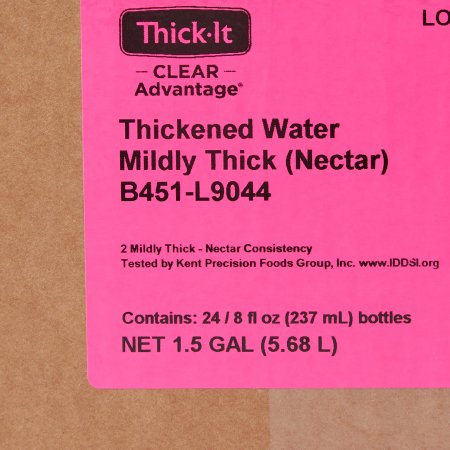 LO
Thick-It
CLEAR
Advantage®
Thickened Water
Mildly Thick (Nectar)
B451-L9044
2 Mildly Thick - Nectar Consistency
Tested by Kent Precision Foods Group, Inc. www.IDDSI.org
Contains: 24 / 8 fl oz (237 mL) bottles
NET 1.5 GAL (5.68 L)